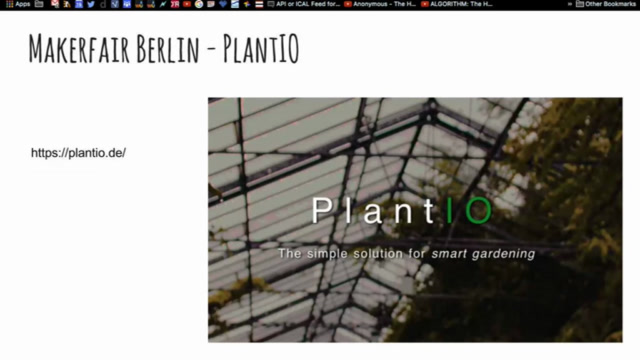 Apps
API or ICAL Feed for...
Anonymous - The H...
ALGORITHM: The H...
»
Other Bookmarks
Makerfair Berlin - PlantIO
https://plantio.de/
PlantIO
The simple solution for smart gardening